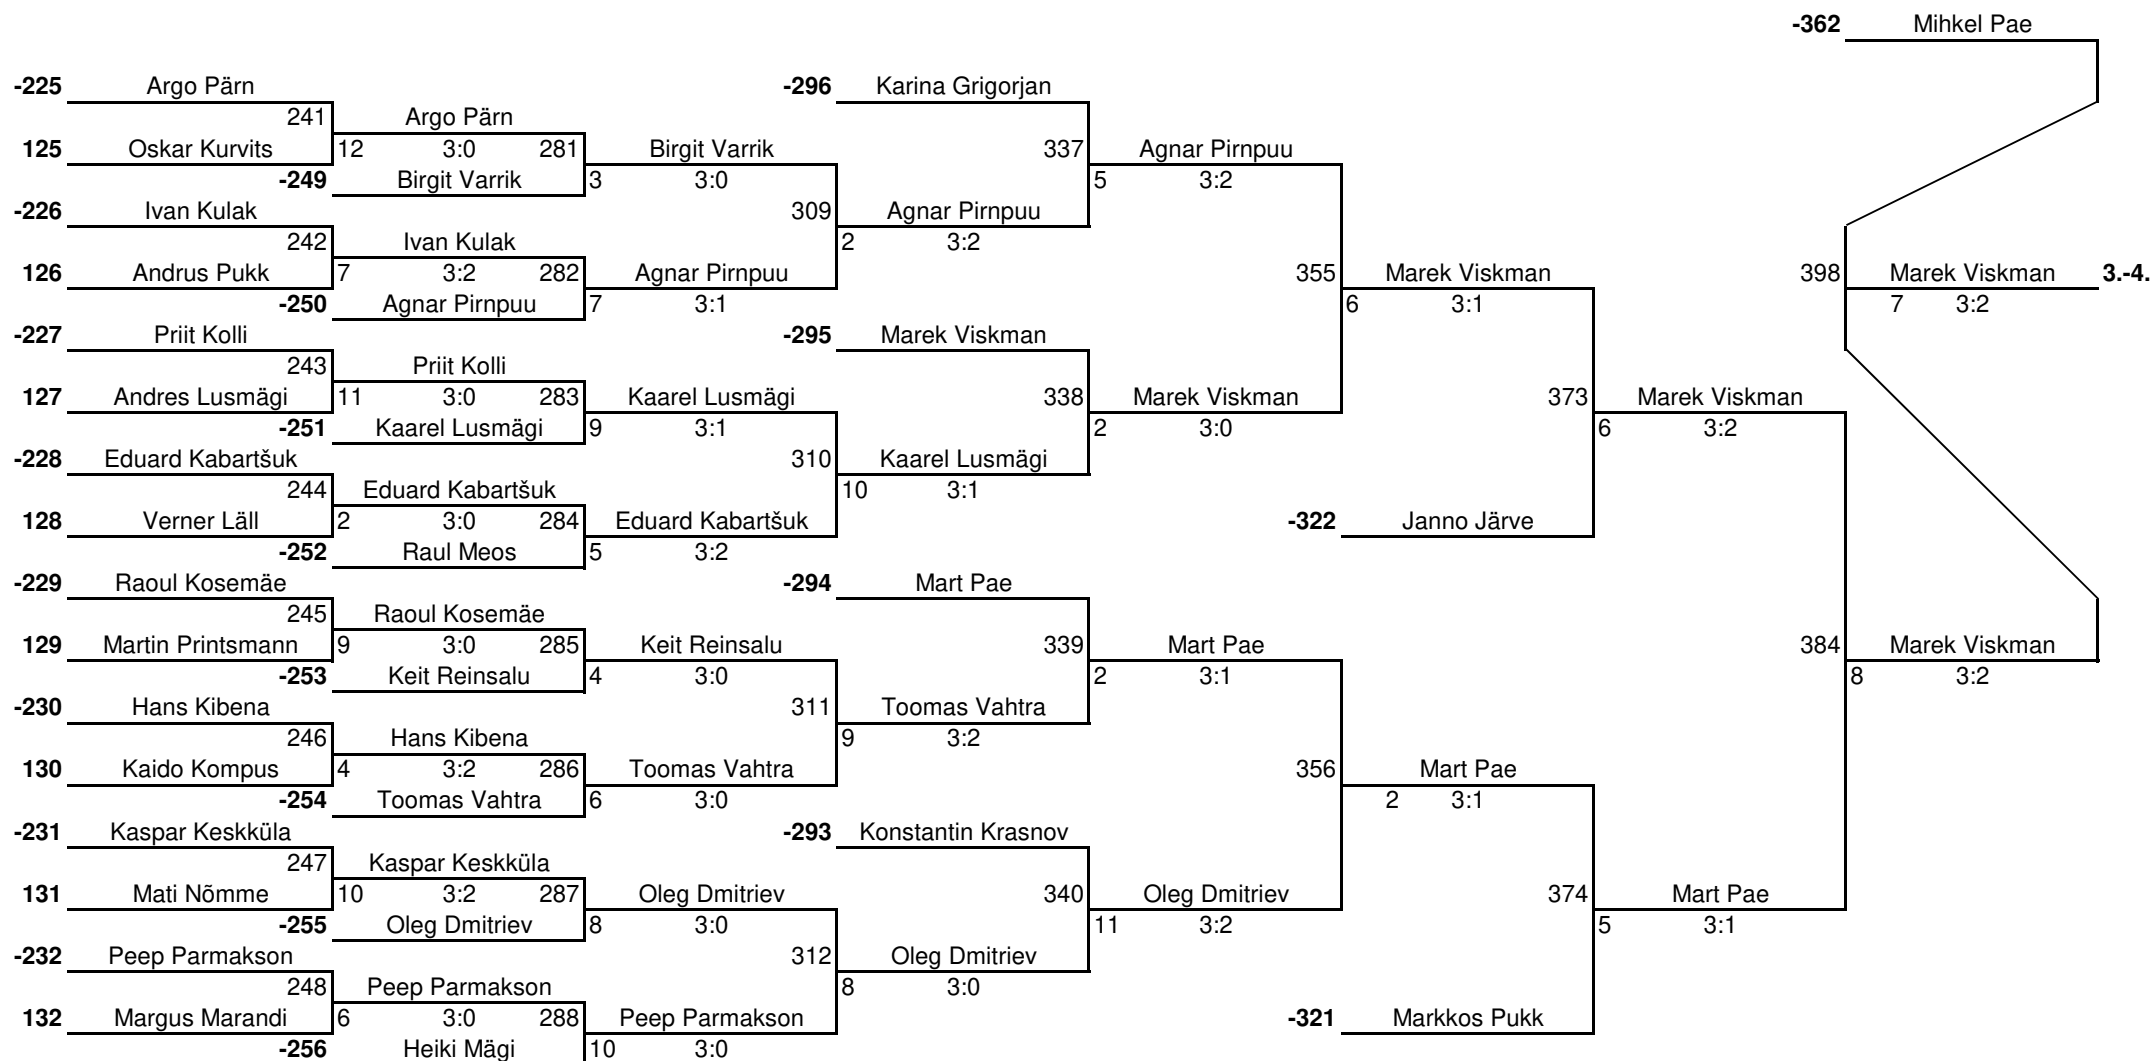 -362 Mihkel Pae
-225 Argo Pärn -296 Karina Grigorjan
241 Argo Pärn
125 Oskar Kurvits 12 3:0 281 Birgit Varrik 337 Agnar Pirnpuu
-249 Birgit Varrik 3 3:0 5 3:2
-226 Ivan Kulak 309 Agnar Pirnpuu
242 Ivan Kulak 2 3:2
126 Andrus Pukk 7 3:2 282 Agnar Pirnpuu 355 Marek Viskman 398 Marek Viskman 3.-4.
-250 Agnar Pirnpuu 7 3:1 6 3:1 7 3:2
-227 Priit Kolli -295 Marek Viskman
243 Priit Kolli
127 Andres Lusmägi 11 3:0 283 Kaarel Lusmägi 338 Marek Viskman 373 Marek Viskman
-251 Kaarel Lusmägi 9 3:1 2 3:0 6 3:2
-228 Eduard Kabartšuk 310 Kaarel Lusmägi
244 Eduard Kabartšuk 10 3:1
128 Verner Läll 2 3:0 284 Eduard Kabartšuk -322 Janno Järve
-252 Raul Meos 5 3:2
-229 Raoul Kosemäe -294 Mart Pae
245 Raoul Kosemäe
129 Martin Printsmann 9 3:0 285 Keit Reinsalu 339 Mart Pae 384 Marek Viskman
-253 Keit Reinsalu 4 3:0 2 3:1 8 3:2
-230 Hans Kibena 311 Toomas Vahtra
246 Hans Kibena 9 3:2
130 Kaido Kompus 4 3:2 286 Toomas Vahtra 356 Mart Pae
-254 Toomas Vahtra 6 3:0 2 3:1
-231 Kaspar Keskküla -293 Konstantin Krasnov
247 Kaspar Keskküla
131 Mati Nõmme 10 3:2 287 Oleg Dmitriev 340 Oleg Dmitriev 374 Mart Pae
-255 Oleg Dmitriev 8 3:0 11 3:2 5 3:1
-232 Peep Parmakson 312 Oleg Dmitriev
248 Peep Parmakson 8 3:0
132 Margus Marandi 6 3:0 288 Peep Parmakson -321 Markkos Pukk
-256 Heiki Mägi 10 3:0